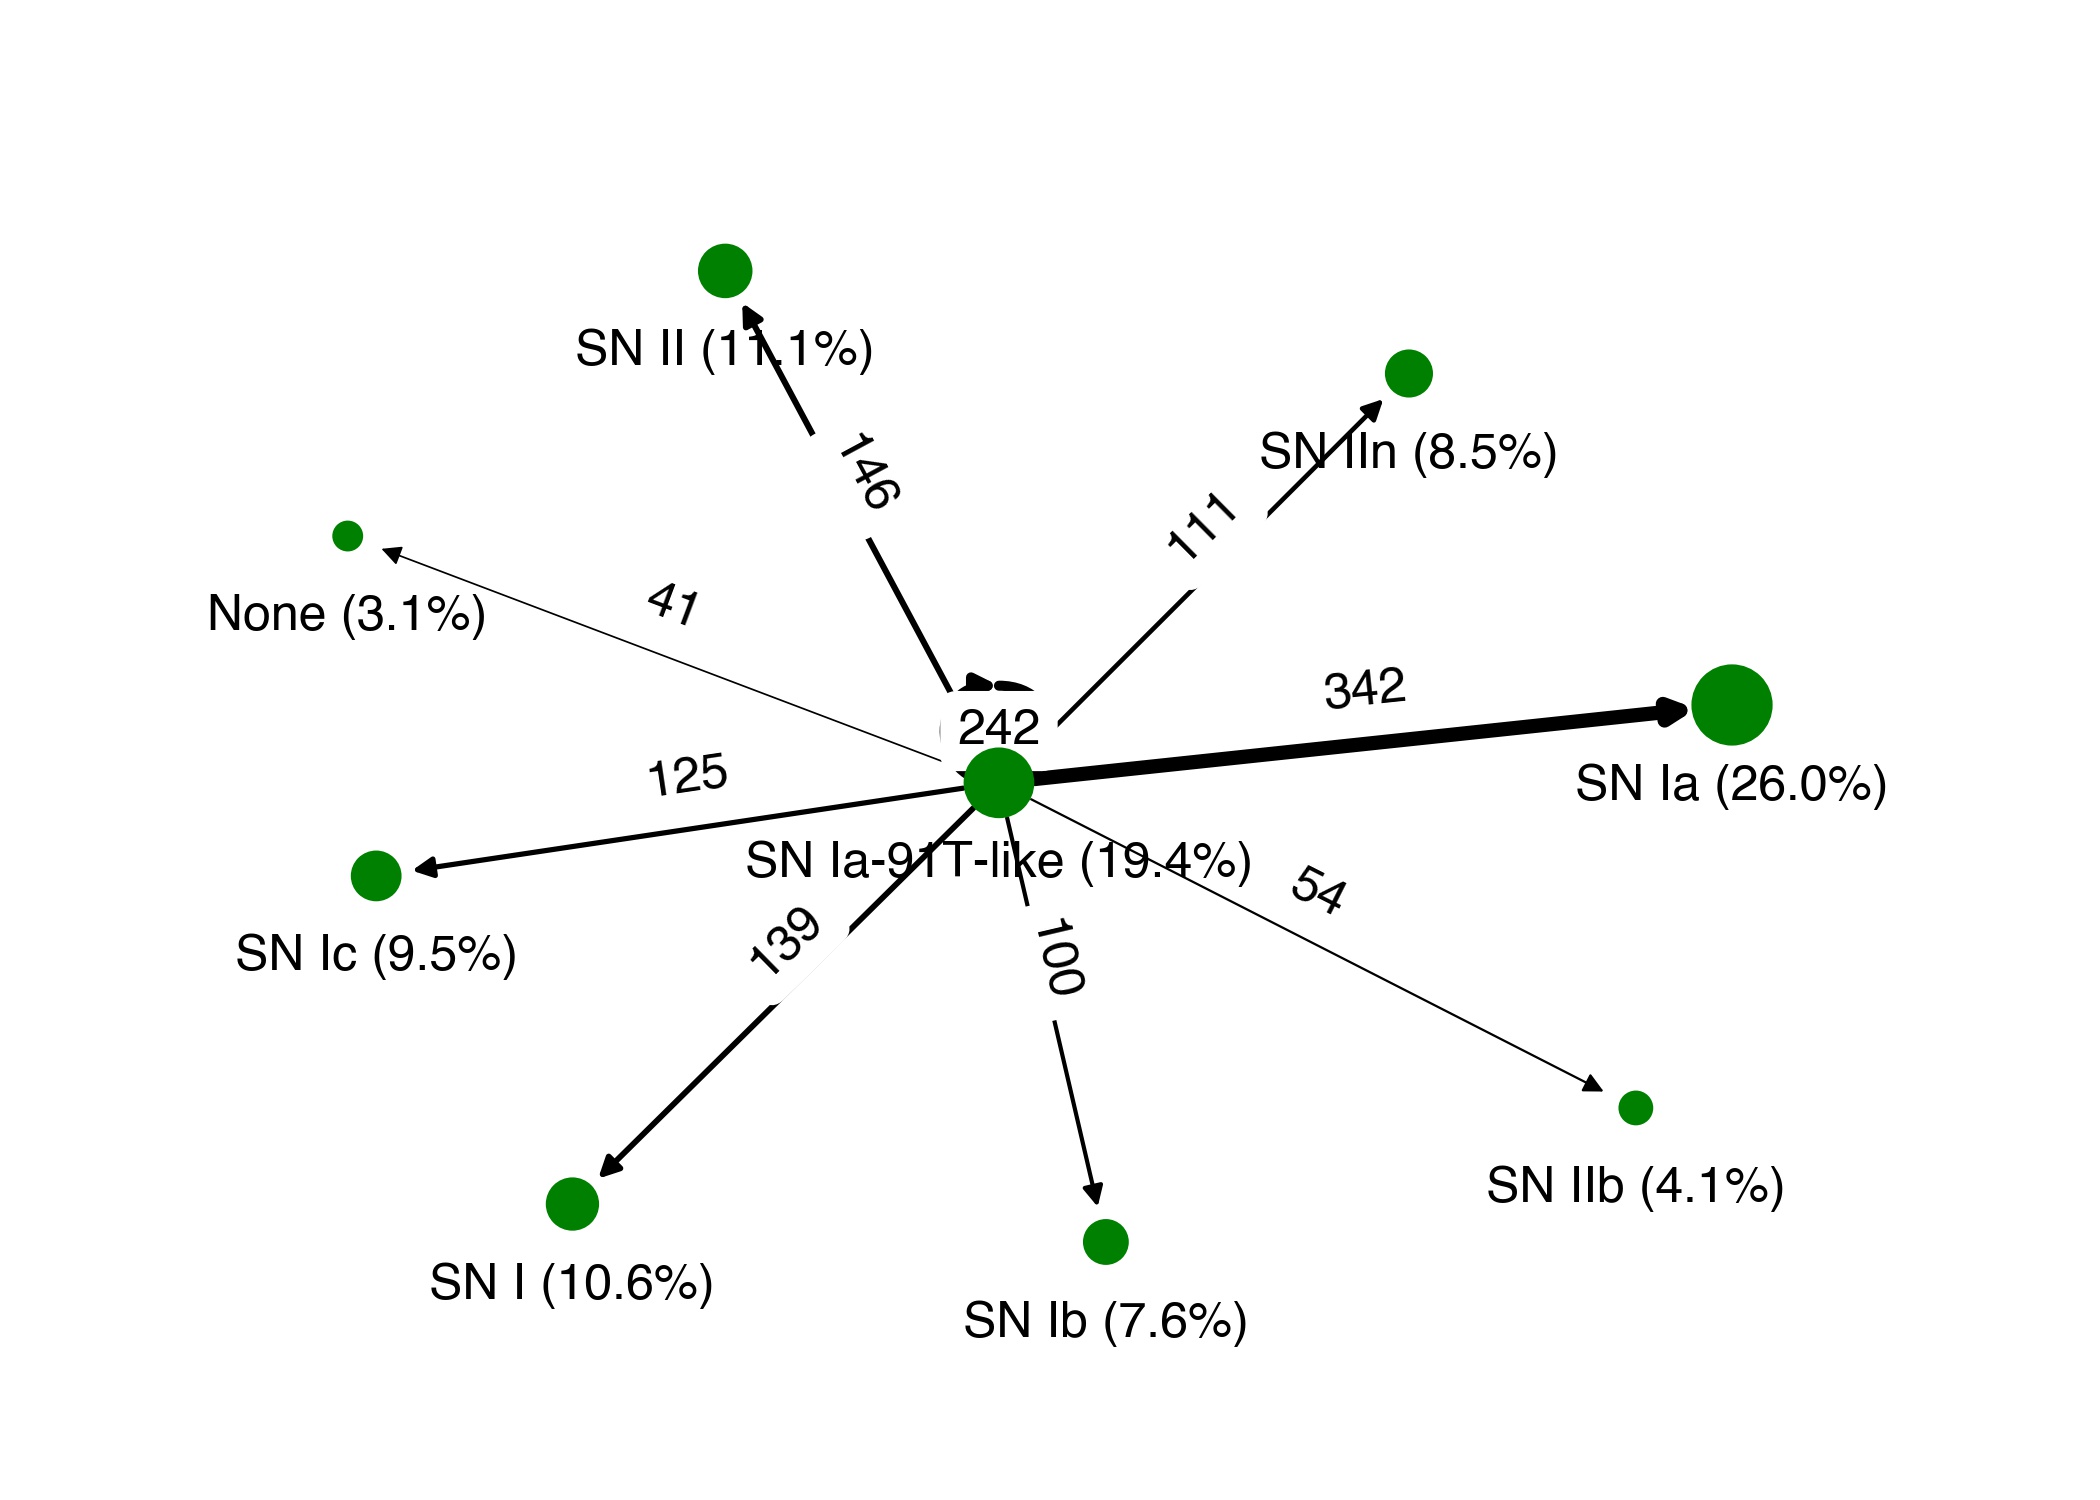 SN II (11.1%)
SN IIn (8.5%)
146
111
None (3.1%)
41
342
242
125
SN Ia (26.0%)
SN Ia-91T-like (19.4%)
54
SN Ic (9.5%)
139
100
SN IIb (4.1%)
SN I (10.6%)
SN Ib (7.6%)